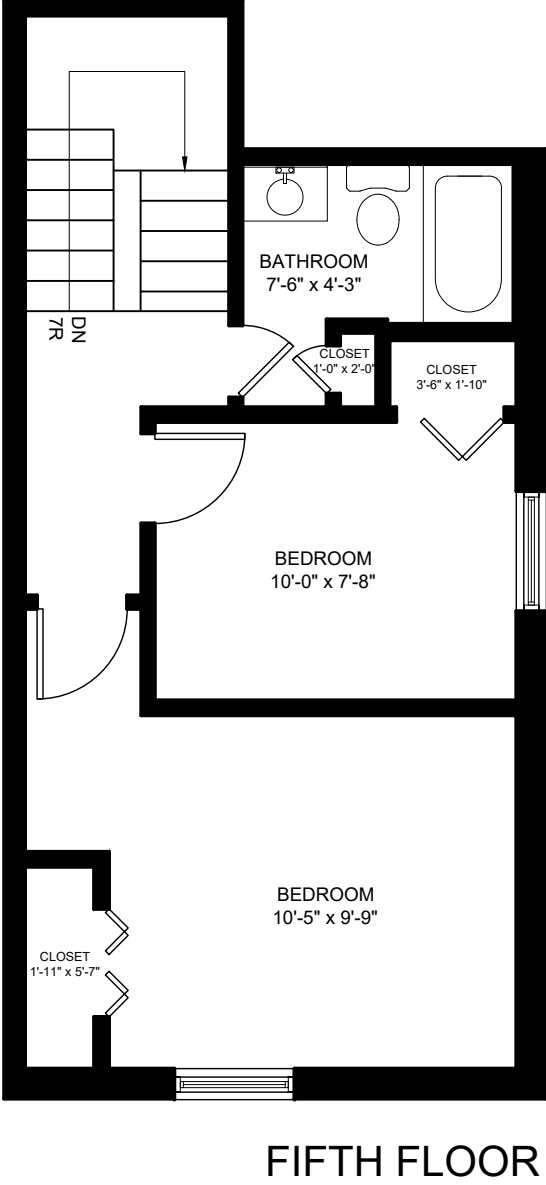 BATHROOM
7'-6" x 4'-3"
DN
7R
CLOSET
1'-0" x 2'-0"
CLOSET
3'-6" x 1'-10"
BEDROOM
10'-0" x 7'-8"
BEDROOM
10'-5" x 9'-9"
CLOSET
1'-11" x 5'-7"
FIFTH FLOOR